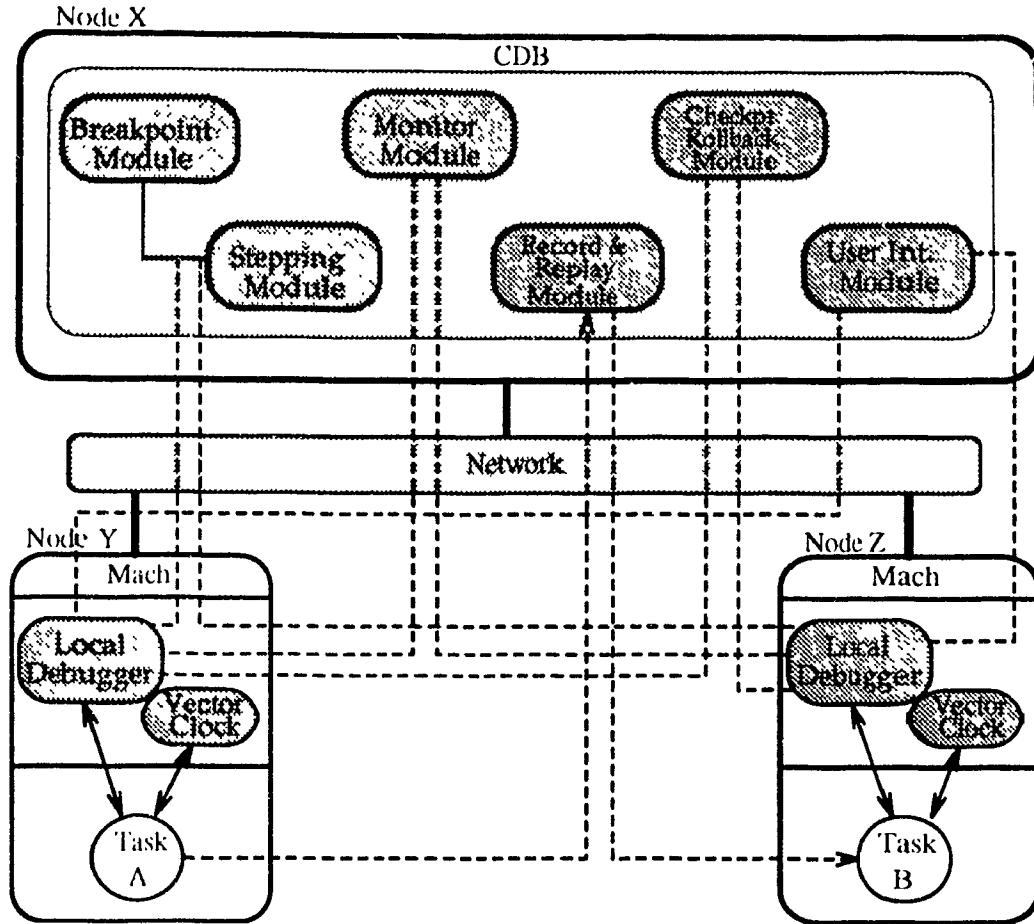 Node X
CDB
Breakpoint
Module
Monitor
Module
Checkpt
Rollback
Module
Stepping
Module
Record &
Replay
Module
User Int.
Module
Network
Node Y
Mach
Local
Debugger
Vector
Clock
Task
A
Node Z
Mach
Local
Debugger
Vector
Clock
Task
B